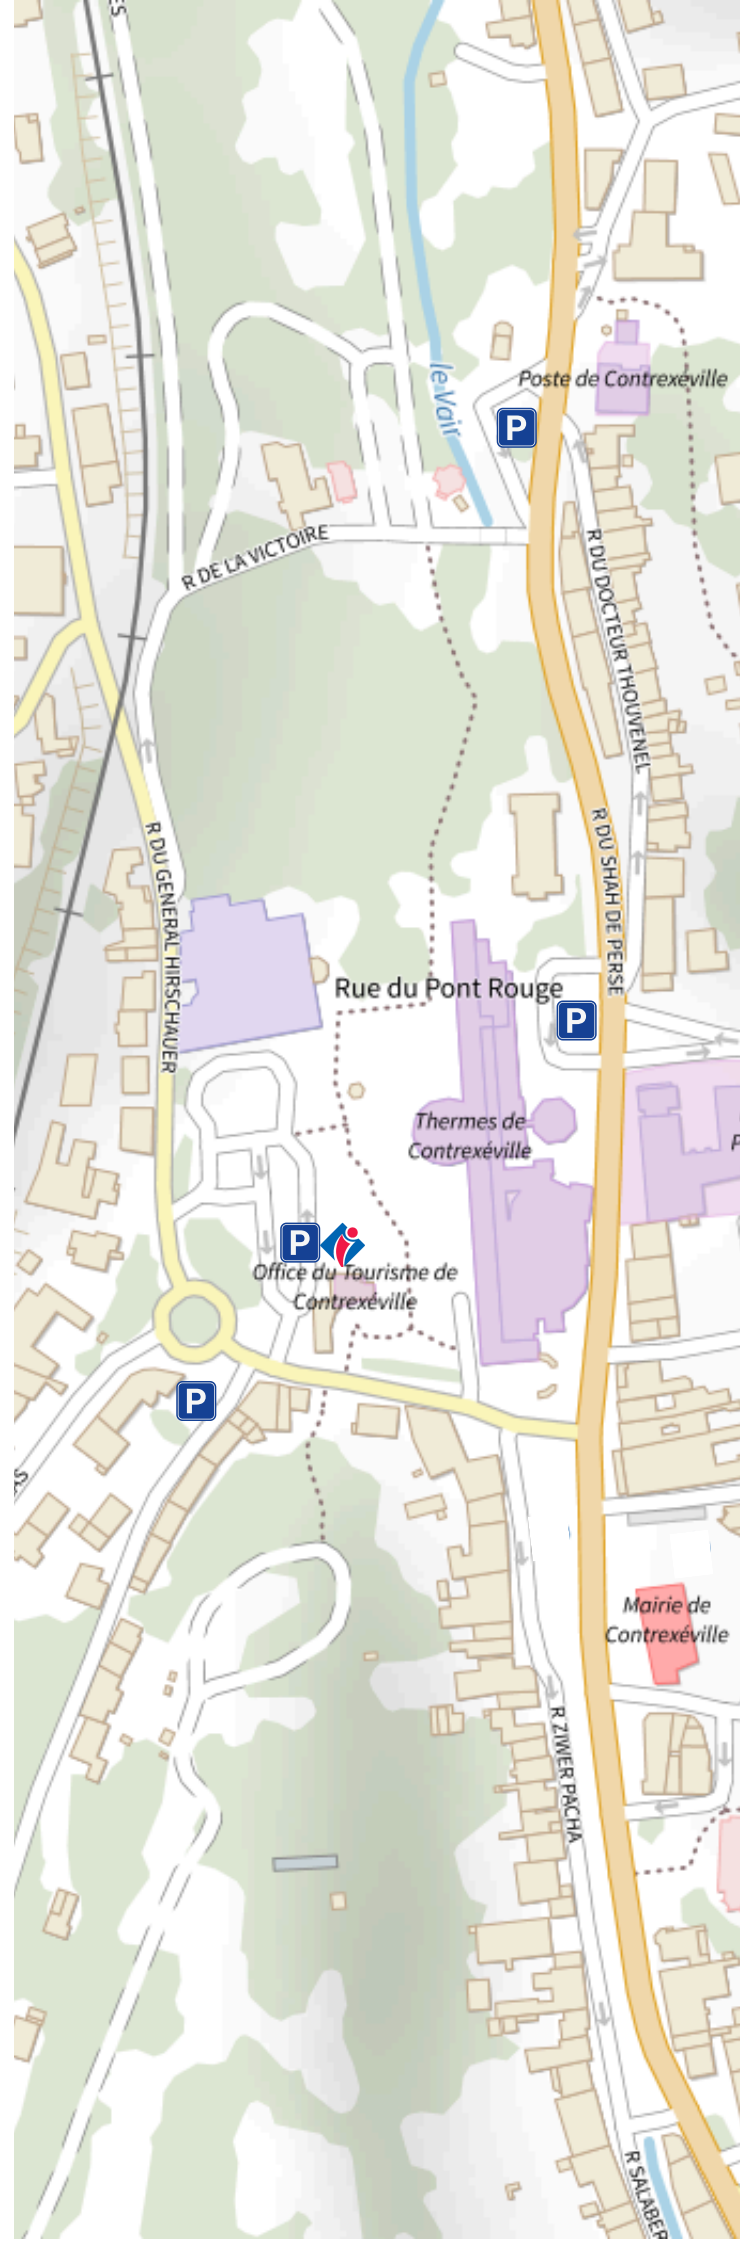 ES
le Vair
Poste de Contrexéville
P
R DE LA VICTOIRE
R DU DOCTEUR THOUVENEL
R DU GENERAL HIRSCHAUER
R DU SHAH DE PERSE
Rue du Pont Rouge
P
Thermes de
Contrexéville
P
P
Office du Tourisme de
Contrexéville
P
S
Mairie de
Contrexéville
R ZIWER PACHA
R SALABER